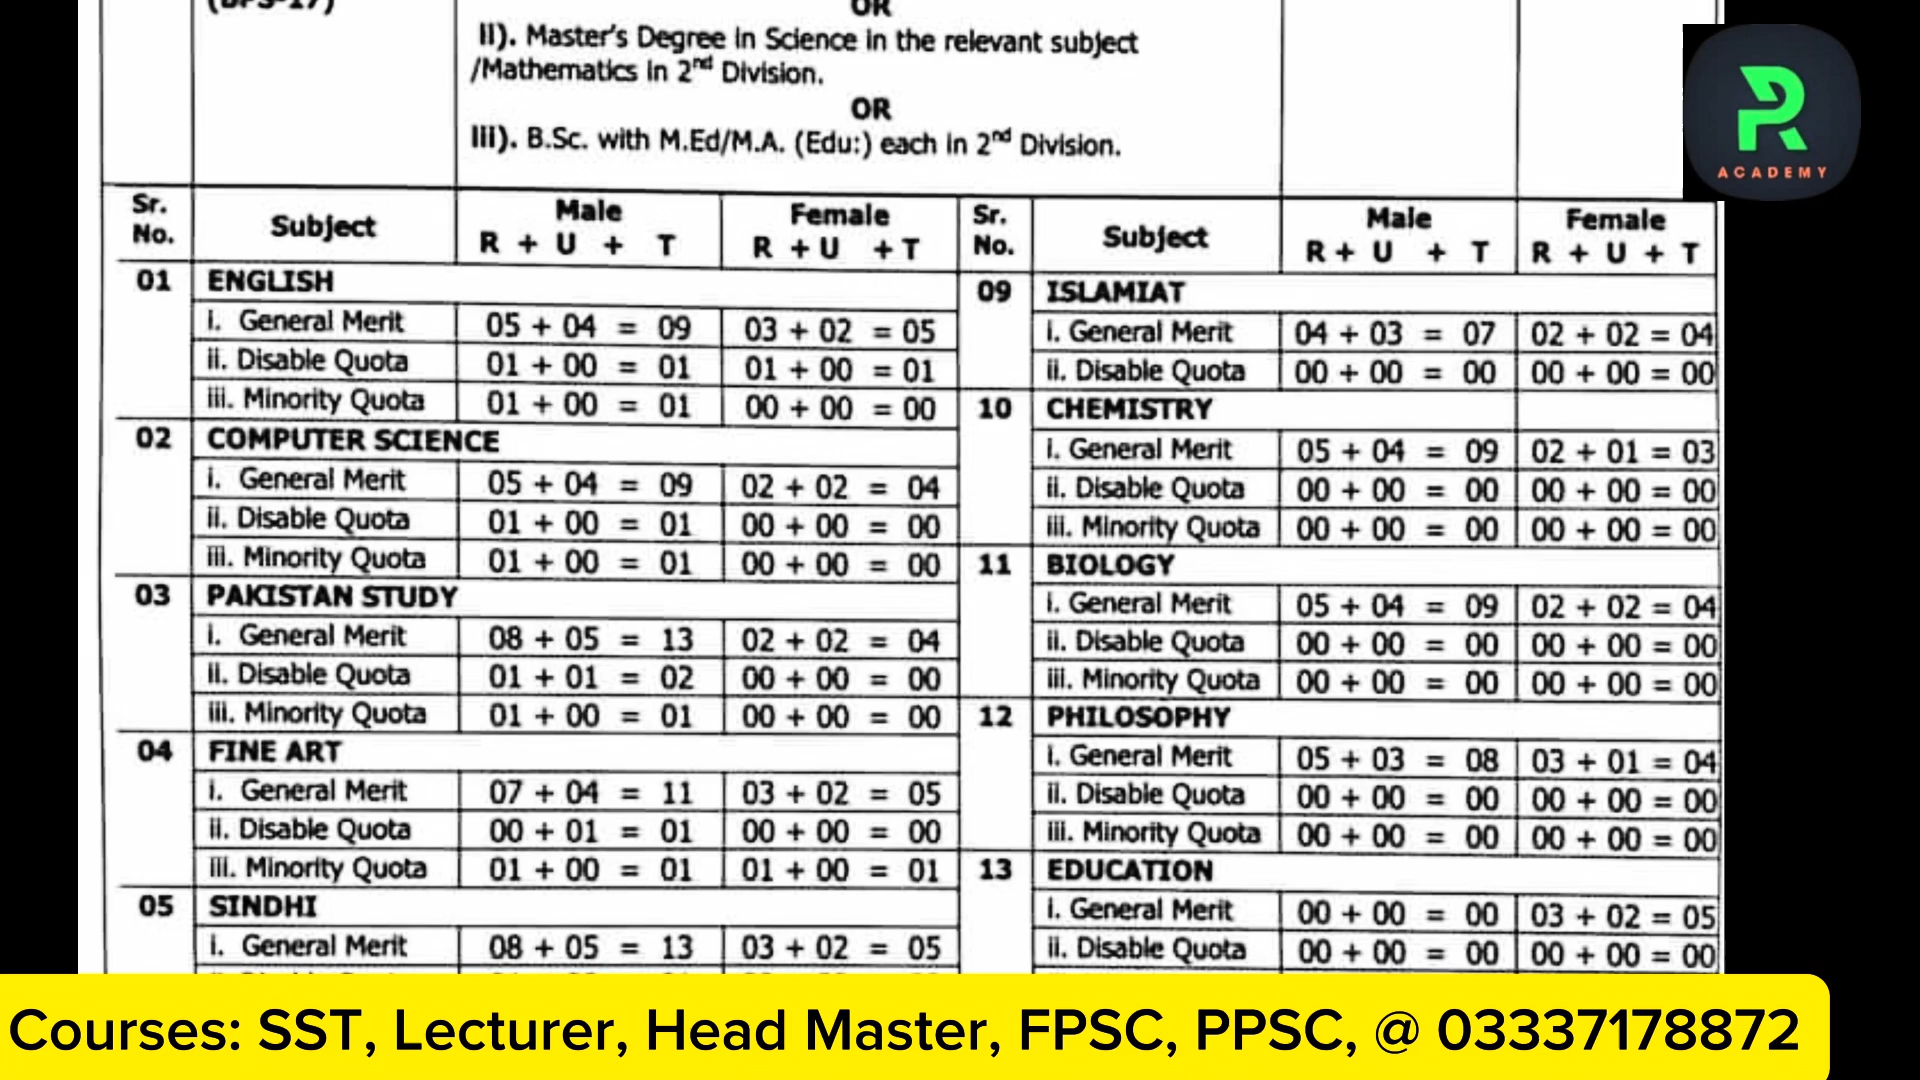 (BPS-17)
OR
II). Master's Degree in Science in the relevant subject
/Mathematics in 2nd Division.
OR
III). B.Sc. with M.Ed/M.A. (Edu:) each in 2nd Division.
R
ACADEMY
Sr. No. Subject Male R + U + T Female R + U + T
01 ENGLISH
i. General Merit 05 + 04 = 09 03 + 02 = 05
ii. Disable Quota 01 + 00 = 01 01 + 00 = 01
iii. Minority Quota 01 + 00 = 01 00 + 00 = 00
02 COMPUTER SCIENCE
i. General Merit 05 + 04 = 09 02 + 02 = 04
ii. Disable Quota 01 + 00 = 01 00 + 00 = 00
iii. Minority Quota 01 + 00 = 01 00 + 00 = 00
03 PAKISTAN STUDY
i. General Merit 08 + 05 = 13 02 + 02 = 04
ii. Disable Quota 01 + 01 = 02 00 + 00 = 00
iii. Minority Quota 01 + 00 = 01 00 + 00 = 00
04 FINE ART
i. General Merit 07 + 04 = 11 03 + 02 = 05
ii. Disable Quota 00 + 01 = 01 00 + 00 = 00
iii. Minority Quota 01 + 00 = 01 01 + 00 = 01
05 SINDHI
i. General Merit 08 + 05 = 13 03 + 02 = 05
Sr. No. Subject Male R + U + T Female R + U + T
09 ISLAMIAT
i. General Merit 04 + 03 = 07 02 + 02 = 04
ii. Disable Quota 00 + 00 = 00 00 + 00 = 00
10 CHEMISTRY
i. General Merit 05 + 04 = 09 02 + 01 = 03
ii. Disable Quota 00 + 00 = 00 00 + 00 = 00
iii. Minority Quota 00 + 00 = 00 00 + 00 = 00
11 BIOLOGY
i. General Merit 05 + 04 = 09 02 + 02 = 04
ii. Disable Quota 00 + 00 = 00 00 + 00 = 00
iii. Minority Quota 00 + 00 = 00 00 + 00 = 00
12 PHILOSOPHY
i. General Merit 05 + 03 = 08 03 + 01 = 04
ii. Disable Quota 00 + 00 = 00 00 + 00 = 00
iii. Minority Quota 00 + 00 = 00 00 + 00 = 00
13 EDUCATION
i. General Merit 00 + 00 = 00 03 + 02 = 05
ii. Disable Quota 00 + 00 = 00 00 + 00 = 00
Courses: SST, Lecturer, Head Master, FPSC, PPSC, @ 03337178872